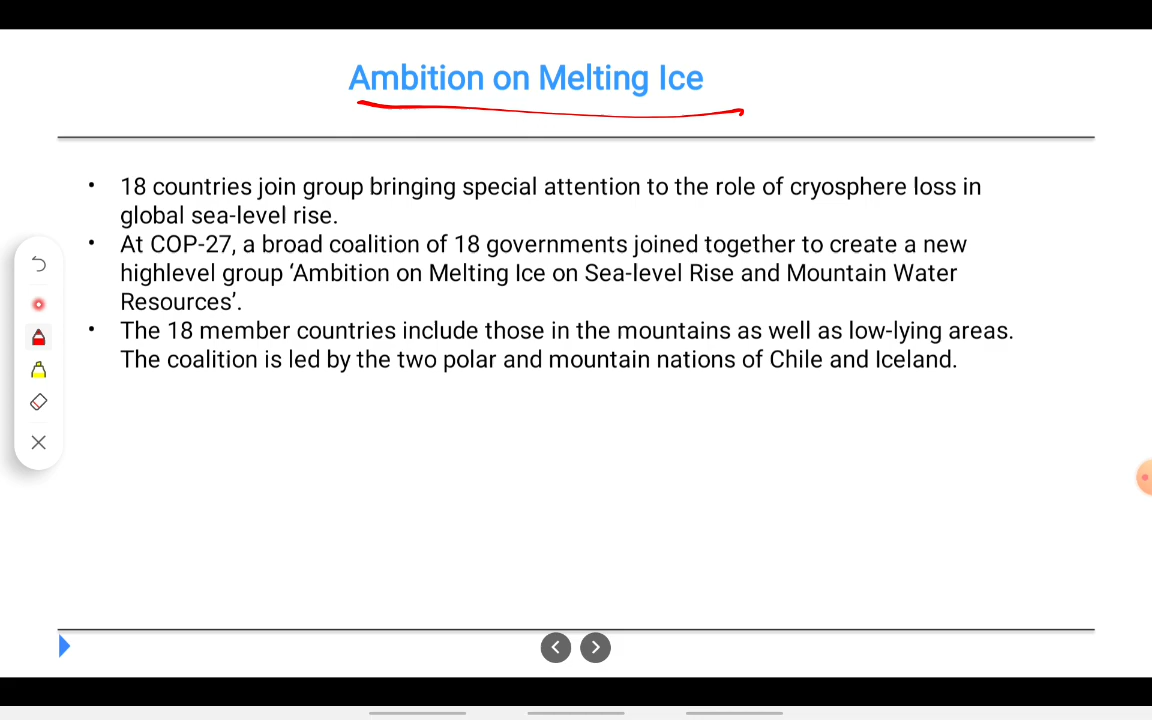 Ambition on Melting Ice
• 18 countries join group bringing special attention to the role of cryosphere loss in
global sea-level rise.
• At COP-27, a broad coalition of 18 governments joined together to create a new
highlevel group ‘Ambition on Melting Ice on Sea-level Rise and Mountain Water
Resources’.
• The 18 member countries include those in the mountains as well as low-lying areas.
The coalition is led by the two polar and mountain nations of Chile and Iceland.